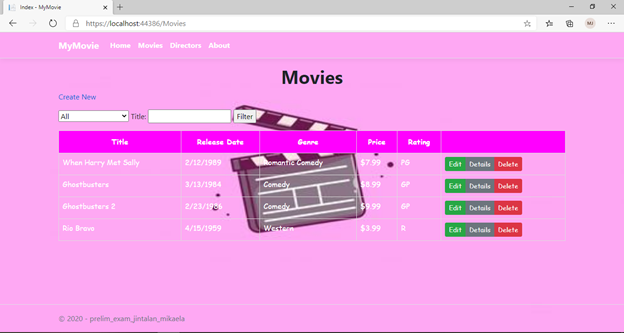 Index - MyMovie
https://localhost:44386/Movies
MJ
MyMovie Home Movies Directors About
Movies
Create New
All Title: Filter
Title Release Date Genre Price Rating
When Harry Met Sally 2/12/1989 Romantic Comedy $7.99 PG Edit Details Delete
Ghostbusters 3/13/1984 Comedy $8.99 GP Edit Details Delete
Ghostbusters 2 2/23/1986 Comedy $9.99 GP Edit Details Delete
Rio Bravo 4/15/1959 Western $3.99 R Edit Details Delete
© 2020 - prelim_exam_jintalan_mikaela